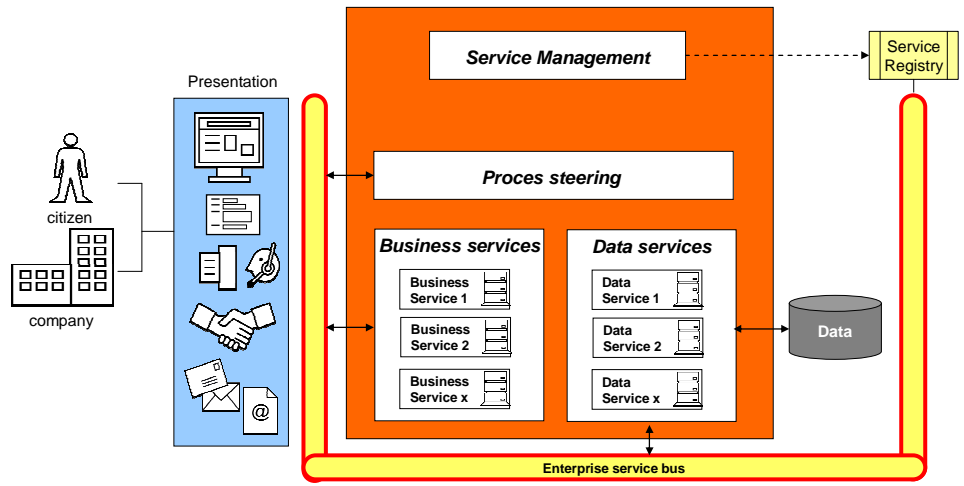 Service Management
Service
Registry
Presentation
citizen
company
@
Proces steering
Business services
Business
Service 1
Business
Service 2
Business
Service x
Data services
Data
Service 1
Data
Service 2
Data
Service x
Data
Enterprise service bus